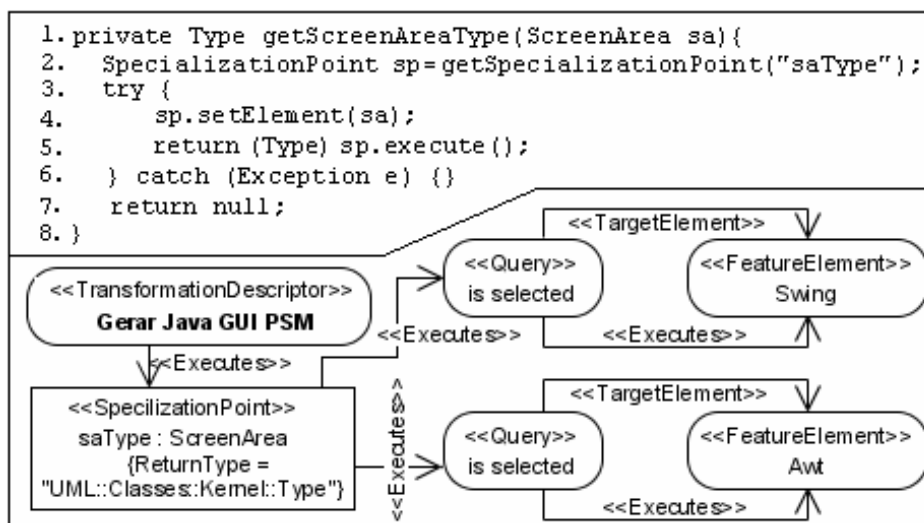 1. private Type getScreenAreaType(ScreenArea sa){
2. SpecializationPoint sp=getSpecializationPoint("saType");
3. try {
4. sp.setElement(sa);
5. return (Type) sp.execute();
6. } catch (Exception e) {}
7. return null;
8. }
<<TransformationDescriptor>>
Gerar Java GUI PSM
<<Executes>>
<<SpecilizationPoint>>
saType : ScreenArea
{ReturnType =
"UML::Classes::Kernel::Type"}
<<Executes>>
<<Executes>>
<<Query>>
is selected
<<TargetElement>>
<<Executes>>
<<FeatureElement>>
Swing
<<Query>>
is selected
<<TargetElement>>
<<Executes>>
<<FeatureElement>>
Awt